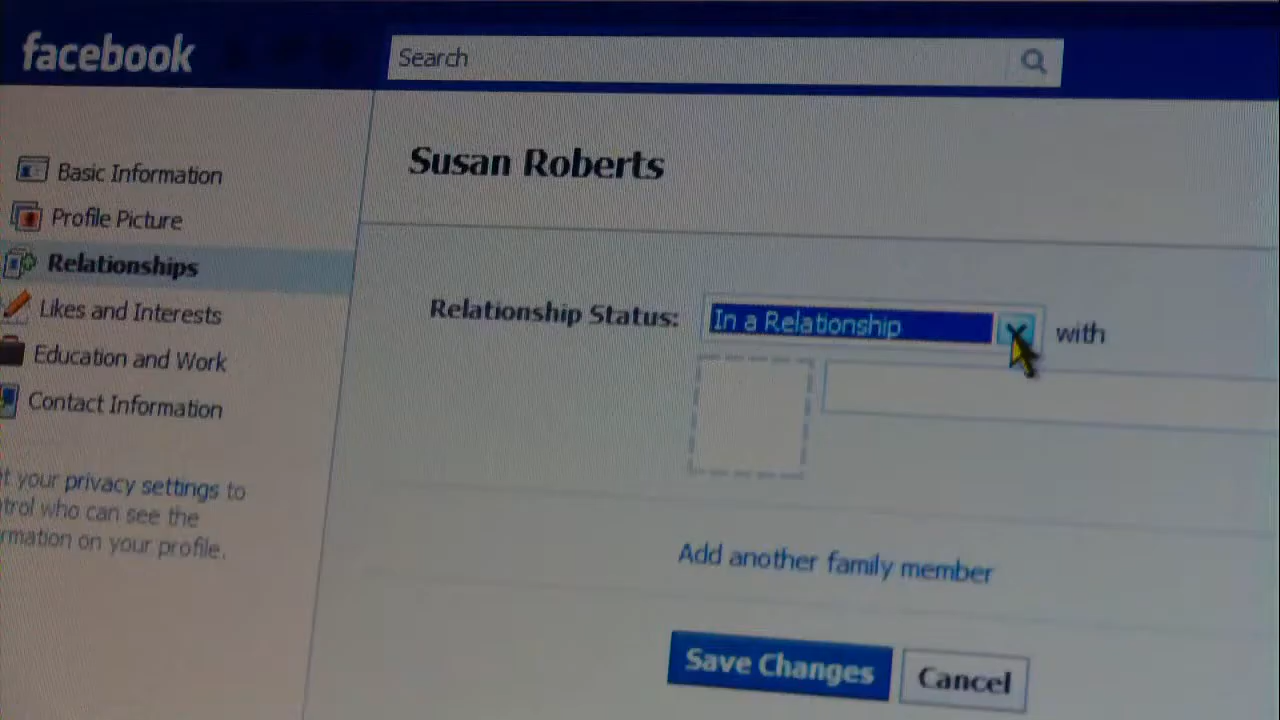 facebook
Search
Susan Roberts
Basic Information
Profile Picture
Relationships
Likes and Interests
Education and Work
Contact Information
your privacy settings to
who can see the
on your profile.
Relationship Status:
In a Relationship
with
Add another family member
Save Changes
Cancel